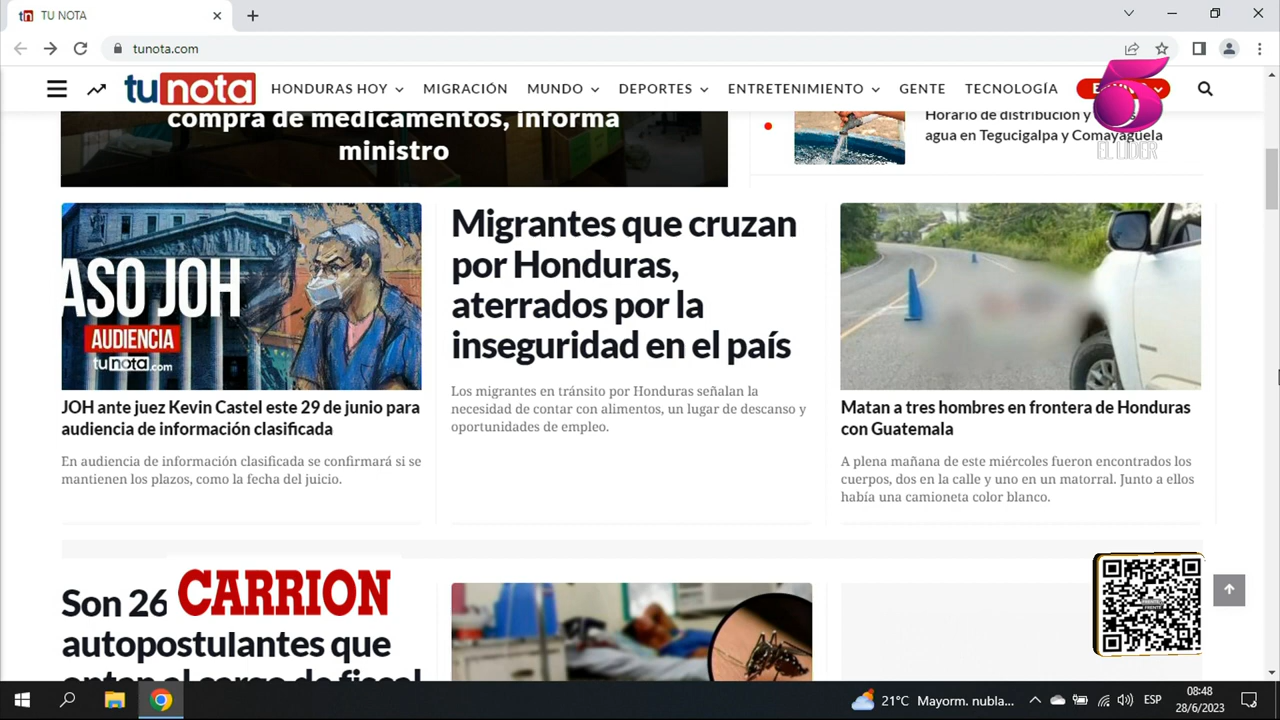 TU NOTA
tunota.com
tunota
HONDURAS HOY
MIGRACIÓN
MUNDO
DEPORTES
ENTRETENIMIENTO
GENTE
TECNOLOGÍA
5
EL LÍDER
compra de medicamentos, informa
ministro
Horario de distribución y
agua en Tegucigalpa y Comayagüela
ASO JOH
AUDIENCIA
tunota.com
JOH ante juez Kevin Castel este 29 de junio para
audiencia de información clasificada
En audiencia de información clasificada se confirmará si se
mantienen los plazos, como la fecha del juicio.
Migrantes que cruzan
por Honduras,
aterrados por la
inseguridad en el país
Los migrantes en tránsito por Honduras señalan la
necesidad de contar con alimentos, un lugar de descanso y
oportunidades de empleo.
Matan a tres hombres en frontera de Honduras
con Guatemala
A plena mañana de este miércoles fueron encontrados los
cuerpos, dos en la calle y uno en un matorral. Junto a ellos
había una camioneta color blanco.
Son 26
CARRION
autopostulantes que
FRENTE
FRENTE
21°C Mayorm. nubla...
ESP
08:48
28/6/2023